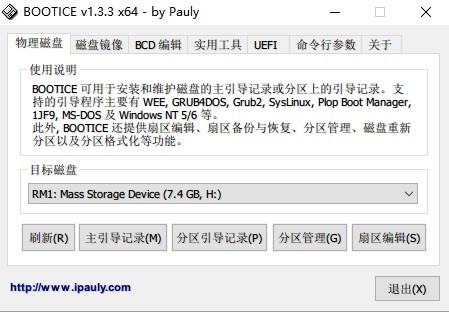 BOOTICE v1.3.3 x64 - by Pauly
物理磁盘 磁盘镜像 BCD 编辑 实用工具 UEFI 命令行参数 关于
使用说明
BOOTICE 可用于安装和维护磁盘的主引导记录或分区上的引导记录。支
持的引导程序主要有 WEE, GRUB4DOS, Grub2, SysLinux, Plop Boot Manager,
1JF9, MS-DOS 及 Windows NT 5/6 等。
此外, BOOTICE 还提供扇区编辑、扇区备份与恢复、分区管理、磁盘重新
分区以及分区格式化等功能。
目标磁盘
RM1: Mass Storage Device (7.4 GB, H:)
刷新(R) 主引导记录(M) 分区引导记录(P) 分区管理(G) 扇区编辑(S)
http://www.ipauly.com 退出(X)